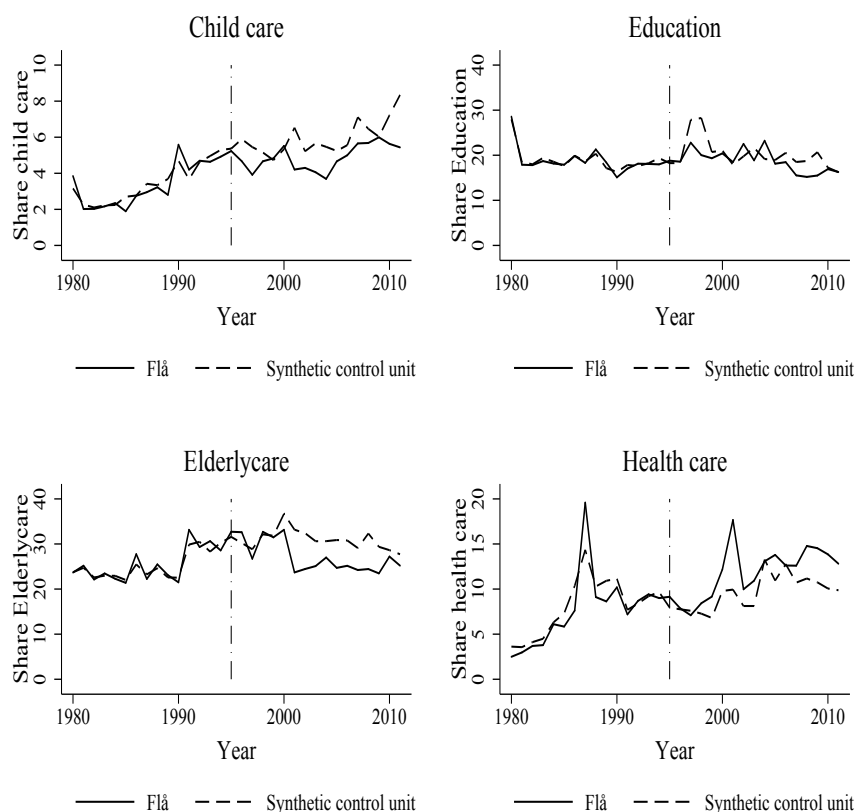 Child care
Share child care
0 2 4 6 8 10
1980 1990 2000 2010
Year
Flå Synthetic control unit
Education
Share Education
0 10 20 30 40
1980 1990 2000 2010
Year
Flå Synthetic control unit
Elderlycare
Share Elderlycare
0 10 20 30 40
1980 1990 2000 2010
Year
Flå Synthetic control unit
Health care
Share health care
0 5 10 15 20
1980 1990 2000 2010
Year
Flå Synthetic control unit